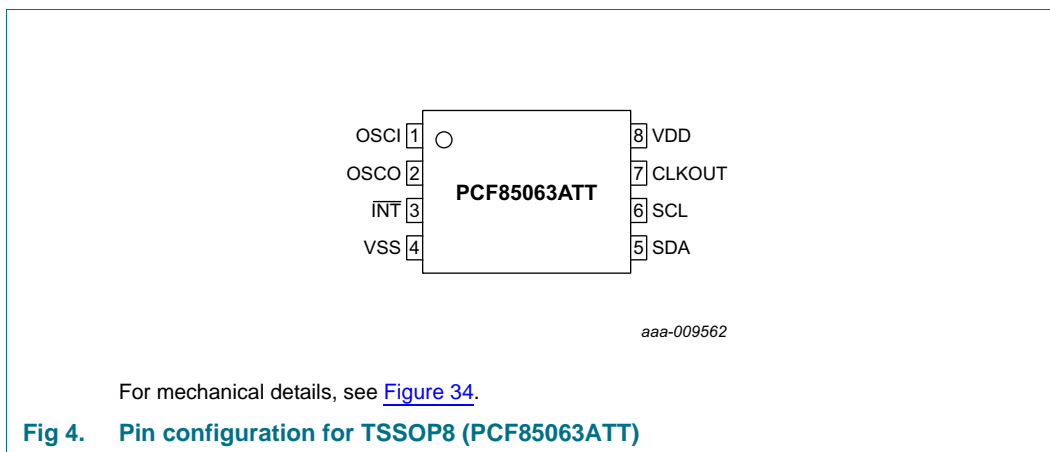 OSCI 1 8 VDD
OSCO 2 7 CLKOUT
PCF85063ATT
INT 3 6 SCL
VSS 4 5 SDA
aaa-009562
For mechanical details, see Figure 34.
Fig 4. Pin configuration for TSSOP8 (PCF85063ATT)